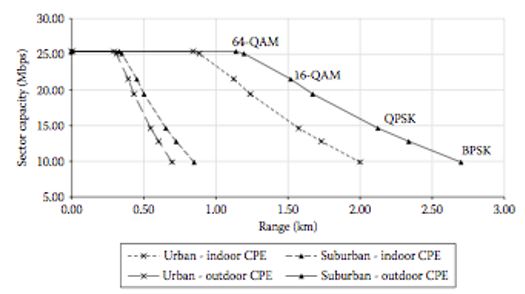 30.00
64-QAM
25.00
16-QAM
20.00
QPSK
15.00
BPSK
10.00
5.00
Sector capacity (Mbps)
0.00 0.50 1.00 1.50 2.00 2.50 3.00
Range (km)
Urban - indoor CPE Suburban - indoor CPE
Urban - outdoor CPE Suburban - outdoor CPE